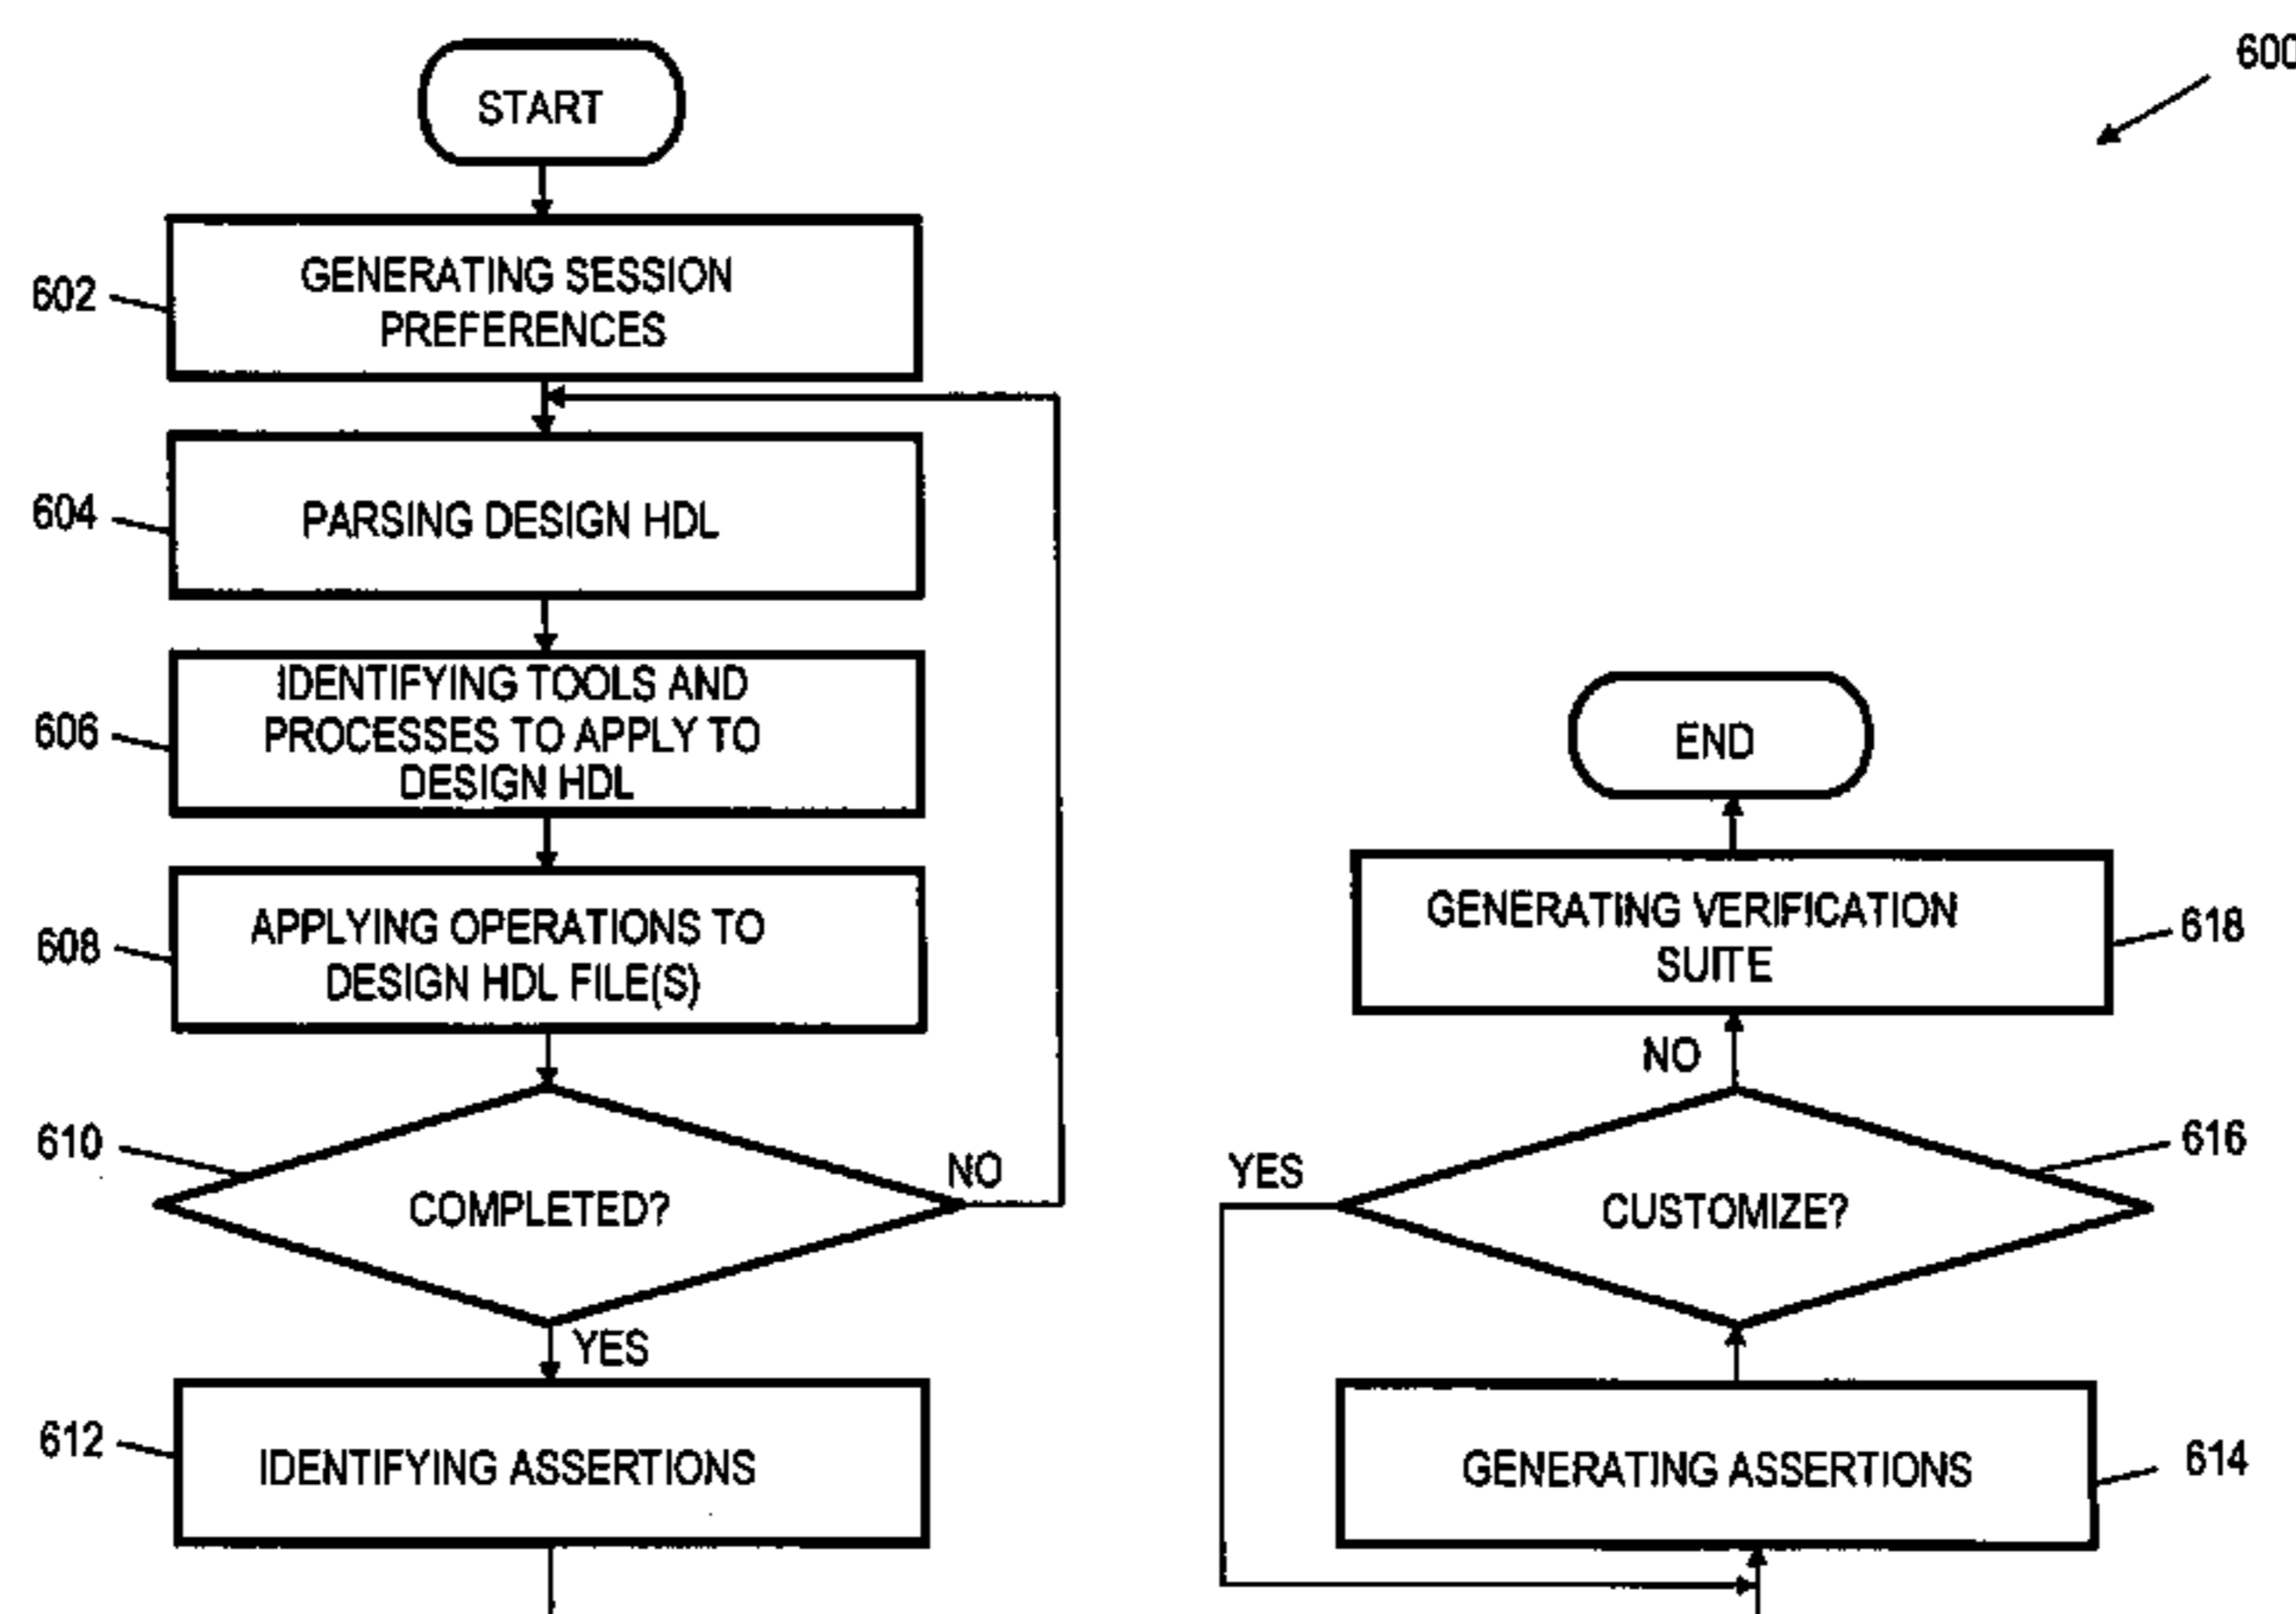 600
START
602
GENERATING SESSION
PREFERENCES
604
PARSING DESIGN HDL
606
IDENTIFYING TOOLS AND
PROCESSES TO APPLY TO
DESIGN HDL
608
APPLYING OPERATIONS TO
DESIGN HDL FILE(S)
610
COMPLETED?
NO
YES
612
IDENTIFYING ASSERTIONS
END
GENERATING VERIFICATION
SUITE
618
NO
616
YES
CUSTOMIZE?
GENERATING ASSERTIONS
614